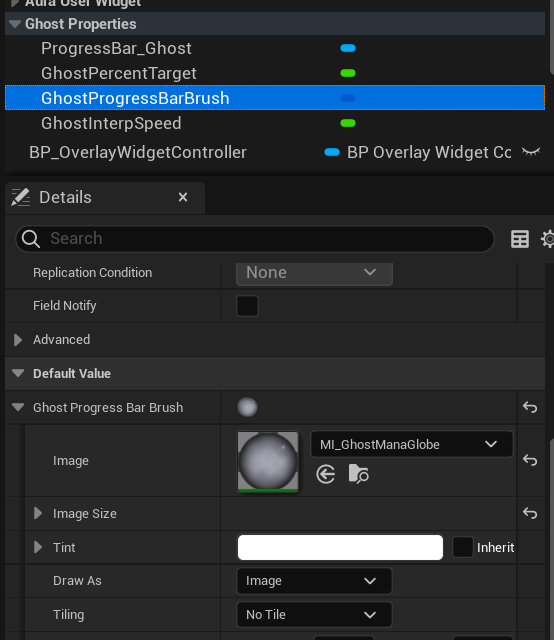 Aura User Widget
Ghost Properties
ProgressBar_Ghost
GhostPercentTarget
GhostProgressBarBrush
GhostInterpSpeed
BP_OverlayWidgetController BP Overlay Widget Cc
Details
Search
Replication Condition None
Field Notify
Advanced
Default Value
Ghost Progress Bar Brush
Image MI_GhostManaGlobe
Image Size
Tint Inherit
Draw As Image
Tiling No Tile